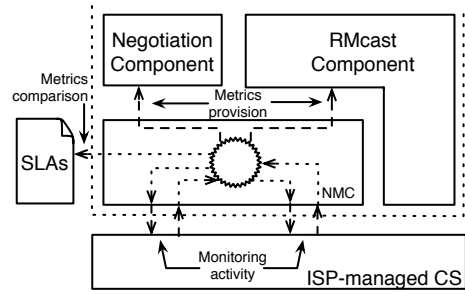 Negotiation
Component
RMcast
Component
Metrics
comparison
Metrics
provision
SLAs
NMC
Monitoring
activity
ISP-managed CS